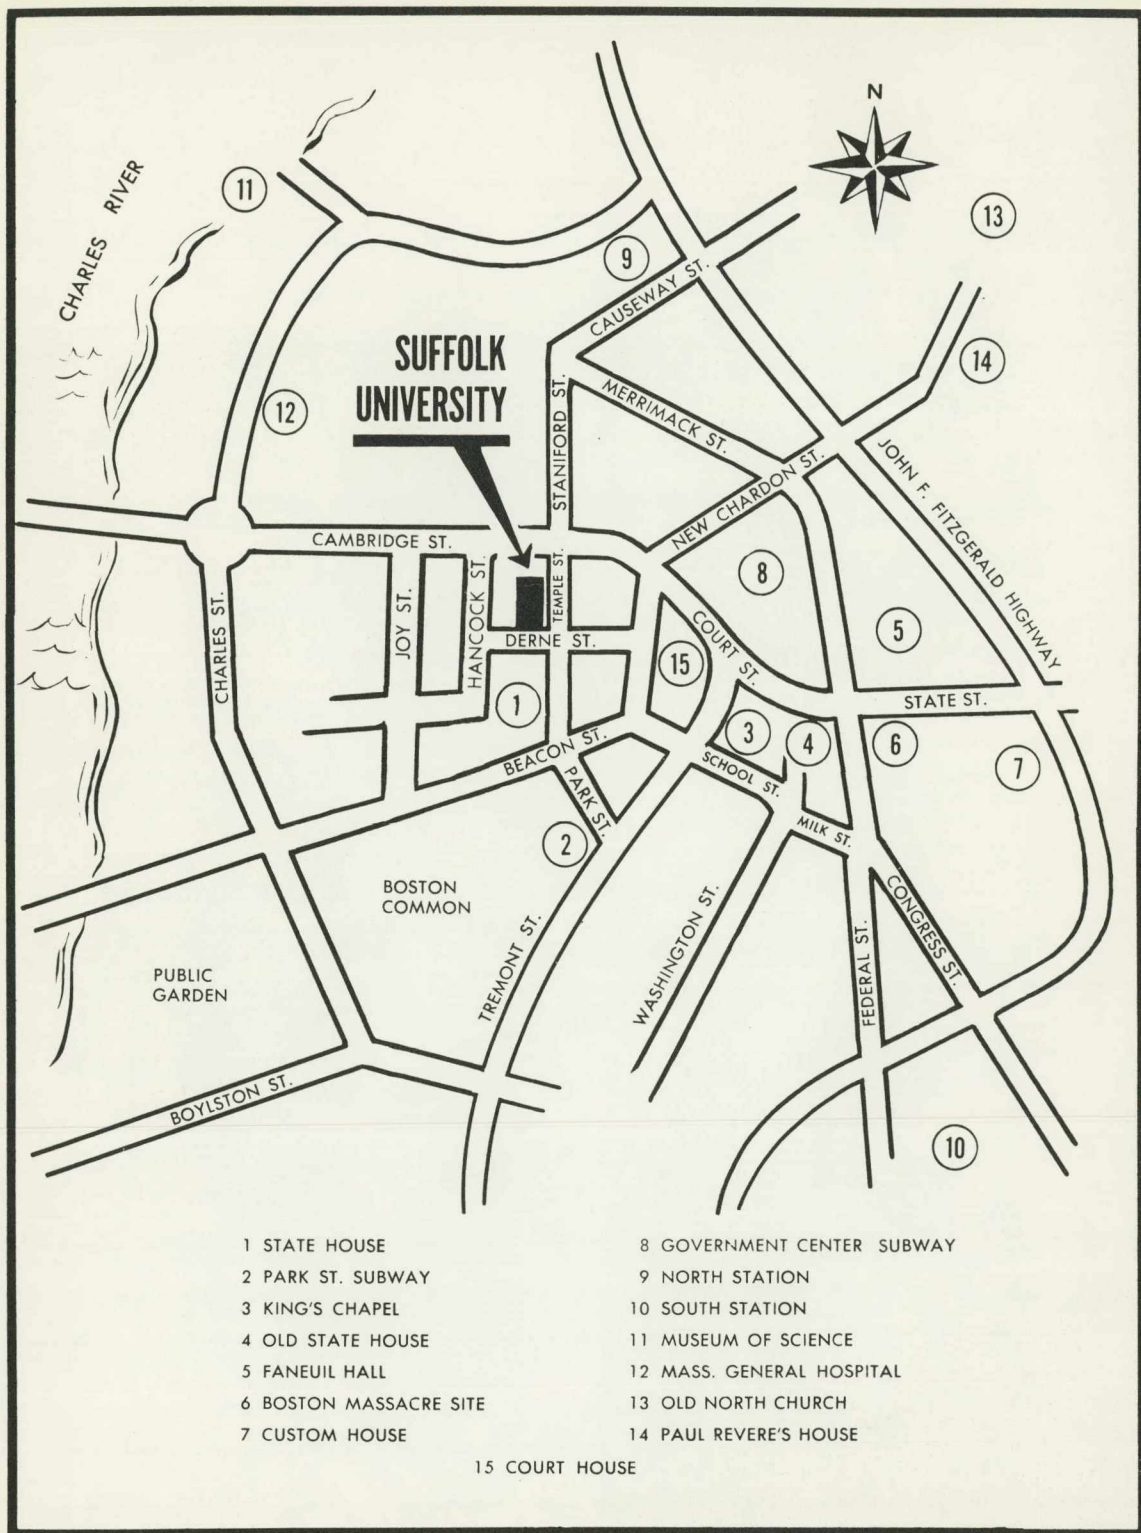 N
CHARLES RIVER
11
13
9
CAUSEWAY ST.
SUFFOLK
UNIVERSITY
14
12
STANIFORD ST.
MERRIMACK ST.
NEW CHARDON ST.
JOHN F. FITZGERALD HIGHWAY
CAMBRIDGE ST.
8
CHARLES ST.
JOY ST.
HANCOCK ST.
TEMPLE ST.
DERNE ST.
COURT ST.
15
5
1
STATE ST.
BEACON ST.
3
4
6
7
SCHOOL ST.
PARK ST.
2
MILK ST.
BOSTON
COMMON
CONGRESS ST.
TREMONT ST.
WASHINGTON ST.
FEDERAL ST.
PUBLIC
GARDEN
BOYLSTON ST.
10
1 STATE HOUSE
2 PARK ST. SUBWAY
3 KING'S CHAPEL
4 OLD STATE HOUSE
5 FANEUIL HALL
6 BOSTON MASSACRE SITE
7 CUSTOM HOUSE
8 GOVERNMENT CENTER SUBWAY
9 NORTH STATION
10 SOUTH STATION
11 MUSEUM OF SCIENCE
12 MASS. GENERAL HOSPITAL
13 OLD NORTH CHURCH
14 PAUL REVERE'S HOUSE
15 COURT HOUSE